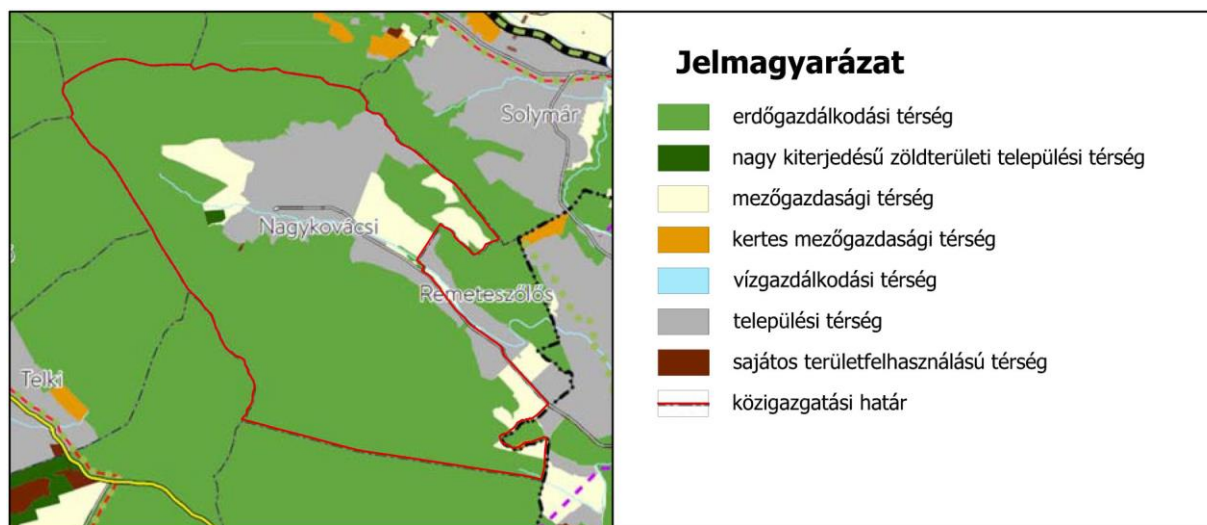 Jelmagyarázat
Solymár
erdőgazdálkodási térség
nagy kiterjedésű zöldterületi települési térség
mezőgazdasági térség
Nagykovácsi
kertes mezőgazdasági térség
Remeteszőlős
vízgazdálkodási térség
települési térség
Telki
sajátos területfelhasználású térség
közigazgatási határ